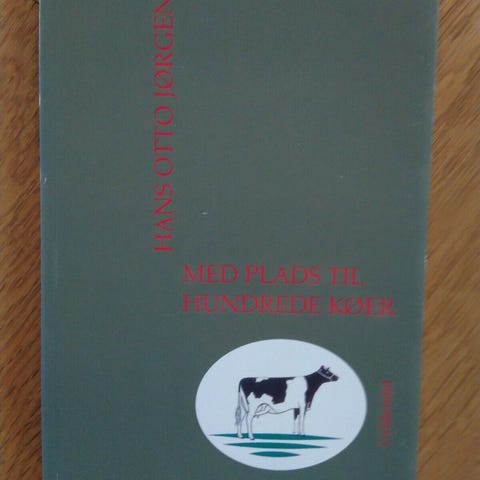 HANS OTTO JØRGEN
MED PLADS TIL
HUNDREDE KØER